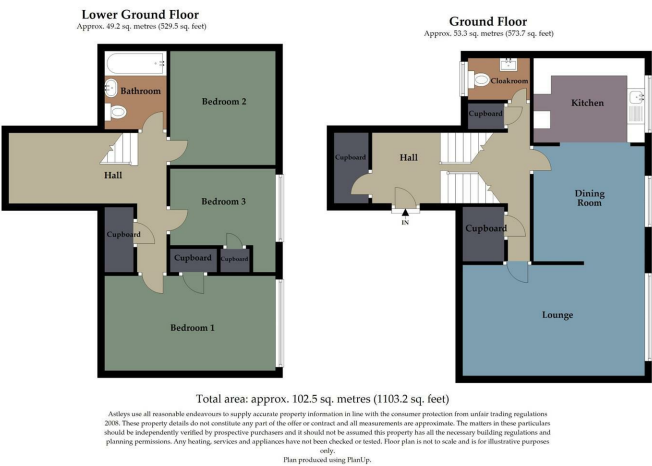 Lower Ground Floor
Approx. 49.2 sq. metres (529.5 sq. feet)
Bathroom
Bedroom 2
Hall
Bedroom 3
Cupboard
Cupboard
Cupboard
Bedroom 1
Ground Floor
Approx. 53.3 sq. metres (573.7 sq. feet)
Cloakroom
Kitchen
Cupboard
Cupboard
Hall
IN
Dining
Room
Cupboard
Lounge
Total area: approx. 102.5 sq. metres (1103.2 sq. feet)
Astleys use all reasonable endeavours to supply accurate property information in line with the consumer protection from unfair trading regulations
2008. These property details do not constitute any part of the offer or contract and all measurements are approximate. The matters in these particulars
should be independently verified by prospective purchasers and it should not be assumed this property has all the necessary building regulations and
planning permissions. Any heating, services and appliances have not been checked or tested. Floor plan is not to scale and is for illustrative purposes
only.
Plan produced using PlanUp.